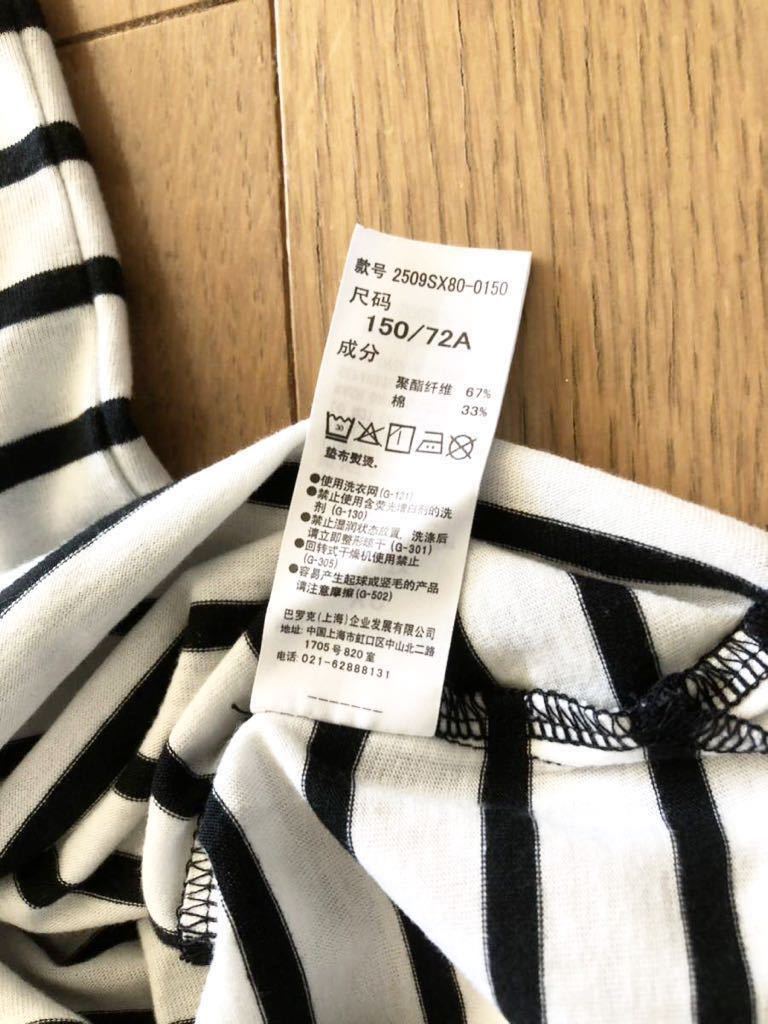 款号 2509SX80-0150
尺码
150/72A
成分
聚酯纤维 67%
棉 33%
30
垫布熨烫.
●使用洗衣网(G-121)
●禁止使用含荧光增白剂的洗
剂 (G-130)
●禁止湿润状态放置, 洗涤后
请立即整形晾干 (G-301)
●回转式干燥机使用禁止
(G-305)
●容易产生起球或竖毛的产品
请注意摩擦(G-502)
巴罗克(上海)企业发展有限公司
地址: 中国上海市虹口区中山北二路
1705号820室
电话: 021-62888131